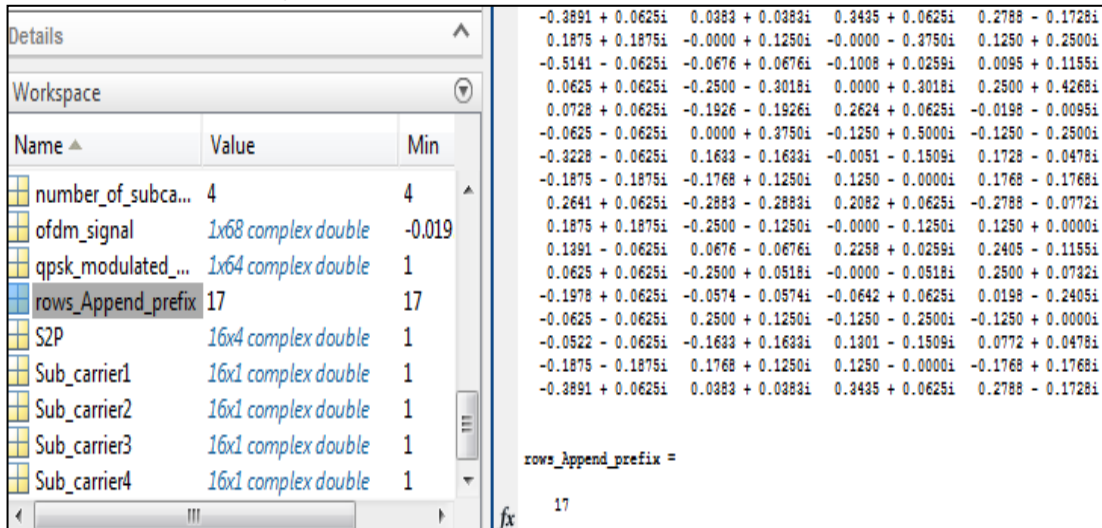 Details
Workspace
Name Value Min
number_of_subca... 4 4
ofdm_signal 1x68 complex double -0.019
qpsk_modulated_... 1x64 complex double 1
rows_Append_prefix 17 17
S2P 16x4 complex double 1
Sub_carrier1 16x1 complex double 1
Sub_carrier2 16x1 complex double 1
Sub_carrier3 16x1 complex double 1
Sub_carrier4 16x1 complex double 1
-0.3891 + 0.0625i 0.0383 + 0.0383i 0.3435 + 0.0625i 0.2788 - 0.1728i
0.1875 + 0.1875i -0.0000 + 0.1250i -0.0000 - 0.3750i 0.1250 + 0.2500i
-0.5141 - 0.0625i -0.0676 + 0.0676i -0.1008 + 0.0259i 0.0095 + 0.1155i
0.0625 + 0.0625i -0.2500 - 0.3018i 0.0000 + 0.3018i 0.2500 + 0.4268i
0.0728 + 0.0625i -0.1926 - 0.1926i 0.2624 + 0.0625i -0.0198 - 0.0095i
-0.0625 - 0.0625i 0.0000 + 0.3750i -0.1250 + 0.5000i -0.1250 - 0.2500i
-0.3228 - 0.0625i 0.1633 - 0.1633i -0.0051 - 0.1509i 0.1728 - 0.0478i
-0.1875 - 0.1875i -0.1768 + 0.1250i 0.1250 - 0.0000i 0.1768 - 0.1768i
0.2641 + 0.0625i -0.2883 - 0.2883i 0.2082 + 0.0625i -0.2788 - 0.0772i
0.1875 + 0.1875i -0.2500 - 0.1250i -0.0000 - 0.1250i 0.1250 + 0.0000i
0.1391 - 0.0625i 0.0676 - 0.0676i 0.2258 + 0.0259i 0.2405 - 0.1155i
0.0625 + 0.0625i -0.2500 + 0.0518i -0.0000 - 0.0518i 0.2500 + 0.0732i
-0.1978 + 0.0625i -0.0574 - 0.0574i -0.0642 + 0.0625i 0.0198 - 0.2405i
-0.0625 - 0.0625i 0.2500 + 0.1250i -0.1250 - 0.2500i -0.1250 + 0.0000i
-0.0522 - 0.0625i -0.1633 + 0.1633i 0.1301 - 0.1509i 0.0772 + 0.0478i
-0.1875 - 0.1875i 0.1768 + 0.1250i 0.1250 - 0.0000i -0.1768 + 0.1768i
-0.3891 + 0.0625i 0.0383 + 0.0383i 0.3435 + 0.0625i 0.2788 - 0.1728i
rows_Append_prefix =
17
fx